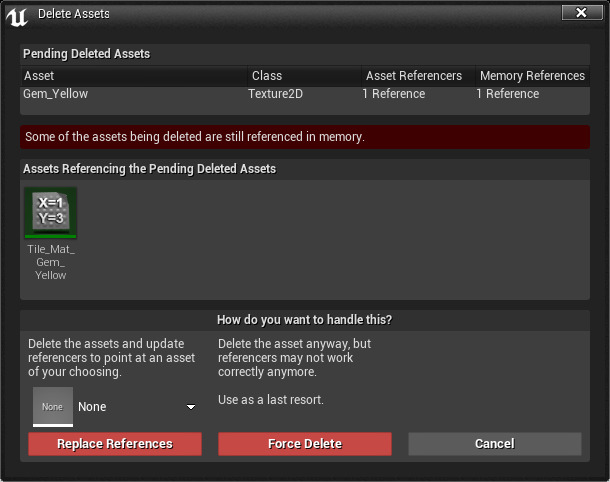 Delete Assets
Pending Deleted Assets
Asset Class Asset Referencers Memory References
Gem_Yellow Texture2D 1 Reference 1 Reference
Some of the assets being deleted are still referenced in memory.
Assets Referencing the Pending Deleted Assets
X=1
Y=3
Tile_Mat_
Gem_
Yellow
How do you want to handle this?
Delete the assets and update
referencers to point at an asset
of your choosing.
None None
Replace References
Delete the asset anyway, but
referencers may not work
correctly anymore.
Use as a last resort.
Force Delete
Cancel